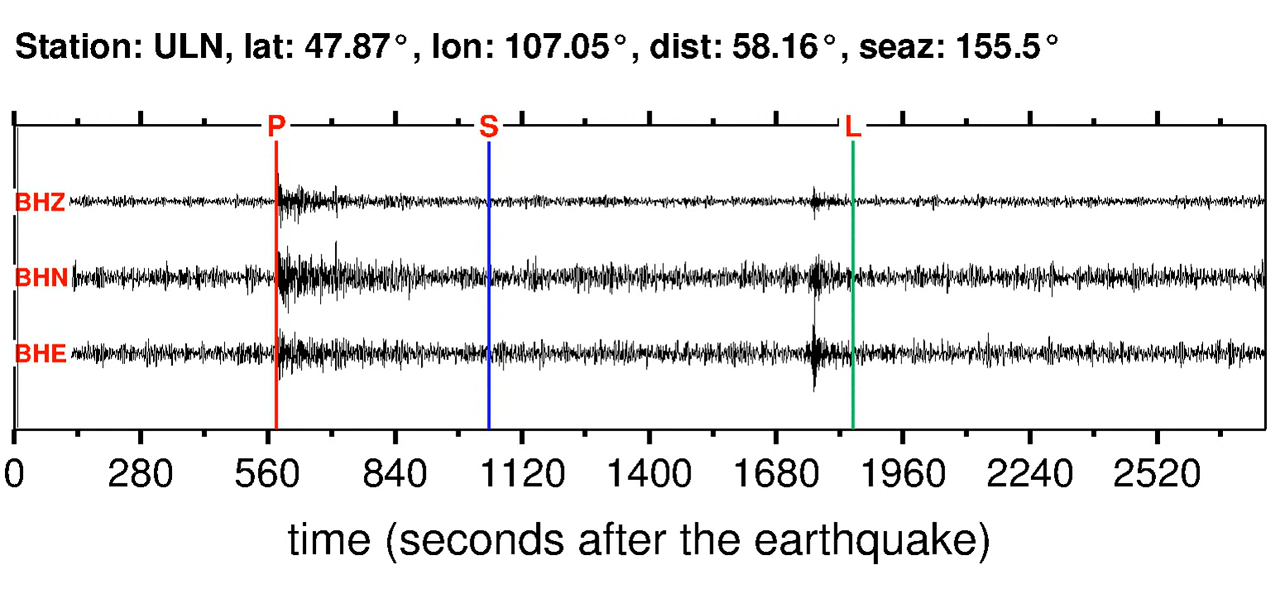 Station: ULN, lat: 47.87°, lon: 107.05°, dist: 58.16°, seaz: 155.5°
P S L
BHZ
BHN
BHE
0 280 560 840 1120 1400 1680 1960 2240 2520
time (seconds after the earthquake)